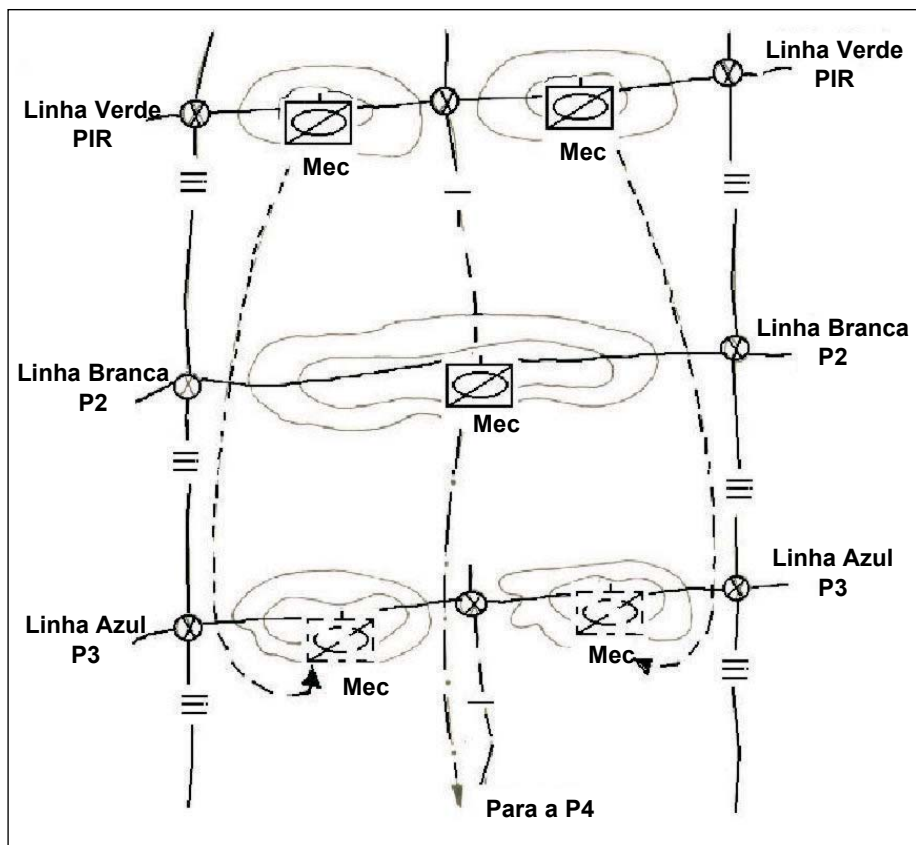 Linha Verde
PIR
Linha Verde
PIR
Mec
Mec
Linha Branca
P2
Linha Branca
P2
Mec
Linha Azul
P3
Linha Azul
P3
Mec
Mec
Para a P4